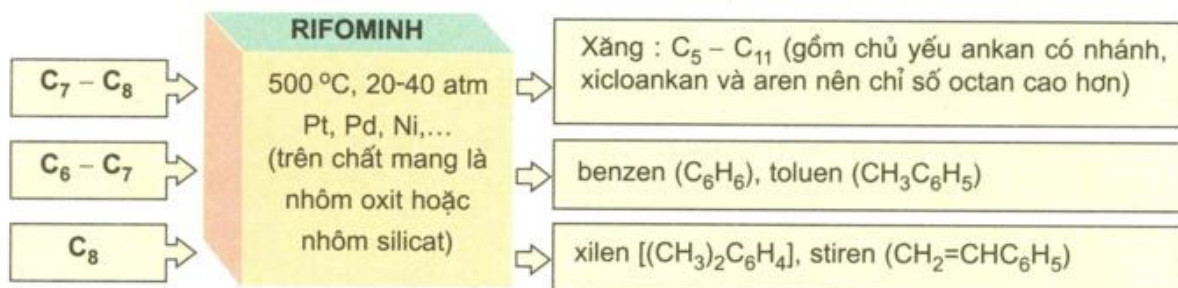 RIFOMINH
C₇ – C₈
C₆ – C₇
C₈
500 °C, 20-40 atm
Pt, Pd, Ni,...
(trên chất mang là
nhôm oxit hoặc
nhôm silicat)
Xăng : C₅ – C₁₁ (gồm chủ yếu ankan có nhánh,
xicloankan và aren nên chỉ số octan cao hơn)
benzen (C₆H₆), toluen (CH₃C₆H₅)
xilen [(CH₃)₂C₆H₄], stiren (CH₂=CHC₆H₅)